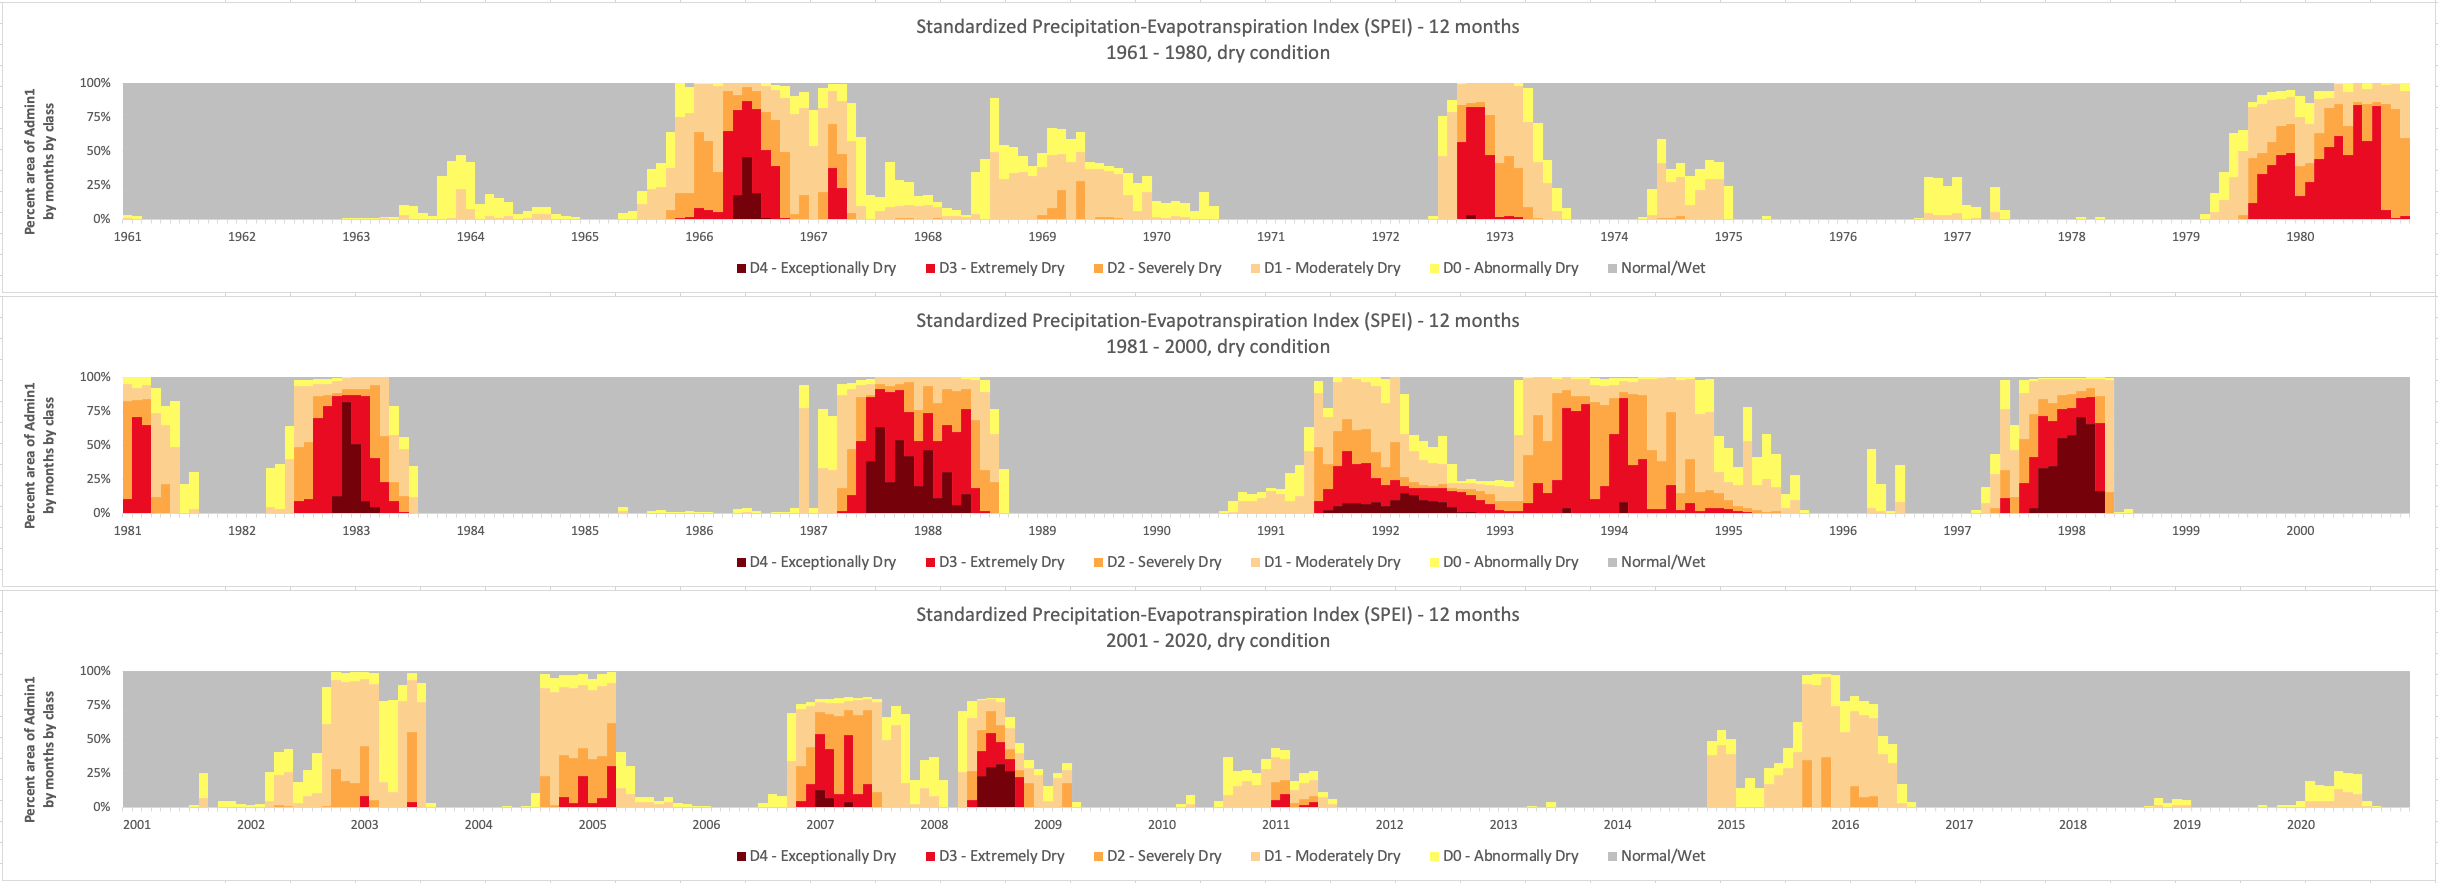 Standardized Precipitation-Evapotranspiration Index (SPEI) - 12 months
1961 - 1980, dry condition
Percent area of Admin1
by months by class
100%
75%
50%
25%
0%
1961 1962 1963 1964 1965 1966 1967 1968 1969 1970 1971 1972 1973 1974 1975 1976 1977 1978 1979 1980
D4 - Exceptionally Dry D3 - Extremely Dry D2 - Severely Dry D1 - Moderately Dry D0 - Abnormally Dry Normal/Wet
Standardized Precipitation-Evapotranspiration Index (SPEI) - 12 months
1981 - 2000, dry condition
Percent area of Admin1
by months by class
100%
75%
50%
25%
0%
1981 1982 1983 1984 1985 1986 1987 1988 1989 1990 1991 1992 1993 1994 1995 1996 1997 1998 1999 2000
D4 - Exceptionally Dry D3 - Extremely Dry D2 - Severely Dry D1 - Moderately Dry D0 - Abnormally Dry Normal/Wet
Standardized Precipitation-Evapotranspiration Index (SPEI) - 12 months
2001 - 2020, dry condition
Percent area of Admin1
by months by class
100%
75%
50%
25%
0%
2001 2002 2003 2004 2005 2006 2007 2008 2009 2010 2011 2012 2013 2014 2015 2016 2017 2018 2019 2020
D4 - Exceptionally Dry D3 - Extremely Dry D2 - Severely Dry D1 - Moderately Dry D0 - Abnormally Dry Normal/Wet